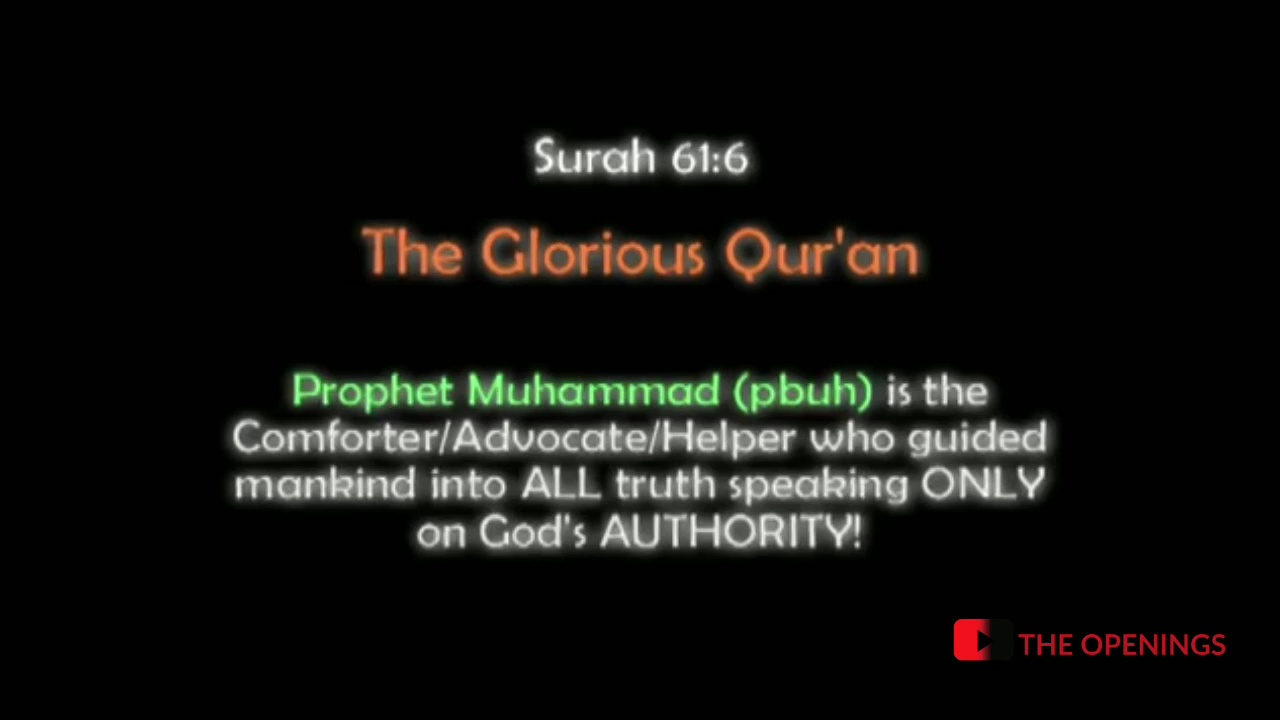 Surah 61:6
The Glorious Qur'an
Prophet Muhammad (pbuh) is the
Comforter/Advocate/Helper who guided
mankind into ALL truth speaking ONLY
on God's AUTHORITY!
THE OPENINGS